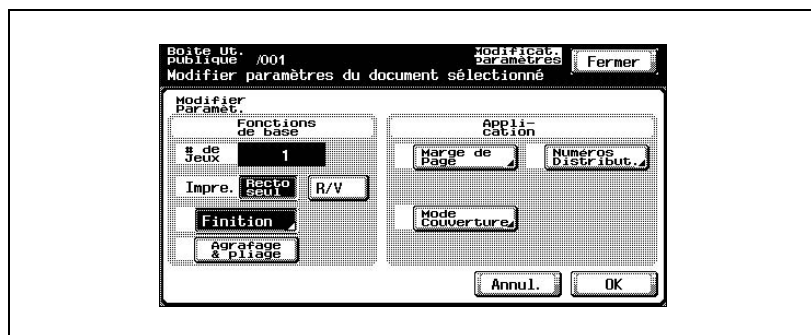 Boîte Ut.
publique /001
Modificat.
paramètres
Fermer
Modifier paramètres du document sélectionné
Modifier
Paramèt.
Fonctions
de base
Appli-
cation
# de
Jeux
1
Marge de
Page
Numéros
Distribut.
Impre.
Recto
seul
R/V
Finition
Mode
Couverture
Agrafage
& pliage
Annul.
OK